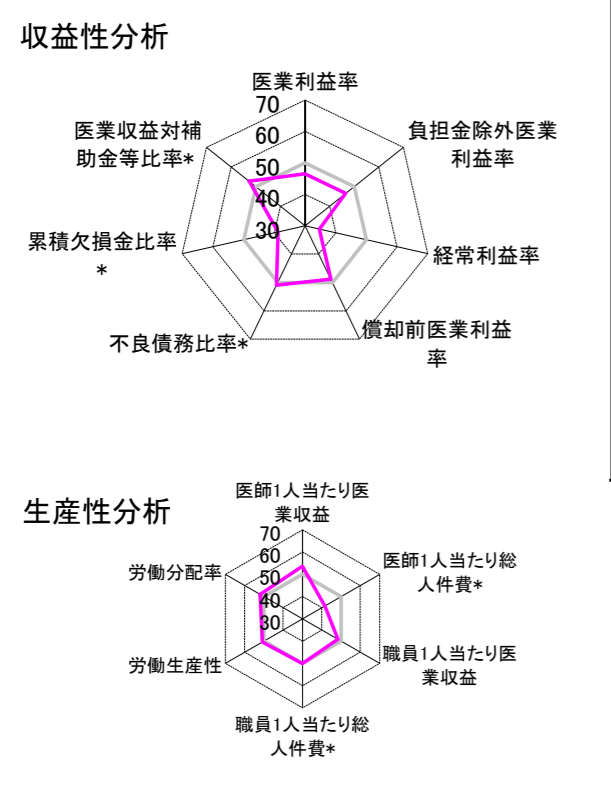 収益性分析
医業利益率
負担金除外医業
利益率
経常利益率
償却前医業利益
率
不良債務比率*
累積欠損金比率
*
医業収益対補
助金等比率*
70
60
50
40
30
生産性分析
医師1人当たり医
業収益
医師1人当たり総
人件費*
職員1人当たり医
業収益
職員1人当たり総
人件費*
労働生産性
労働分配率
70
60
50
40
30